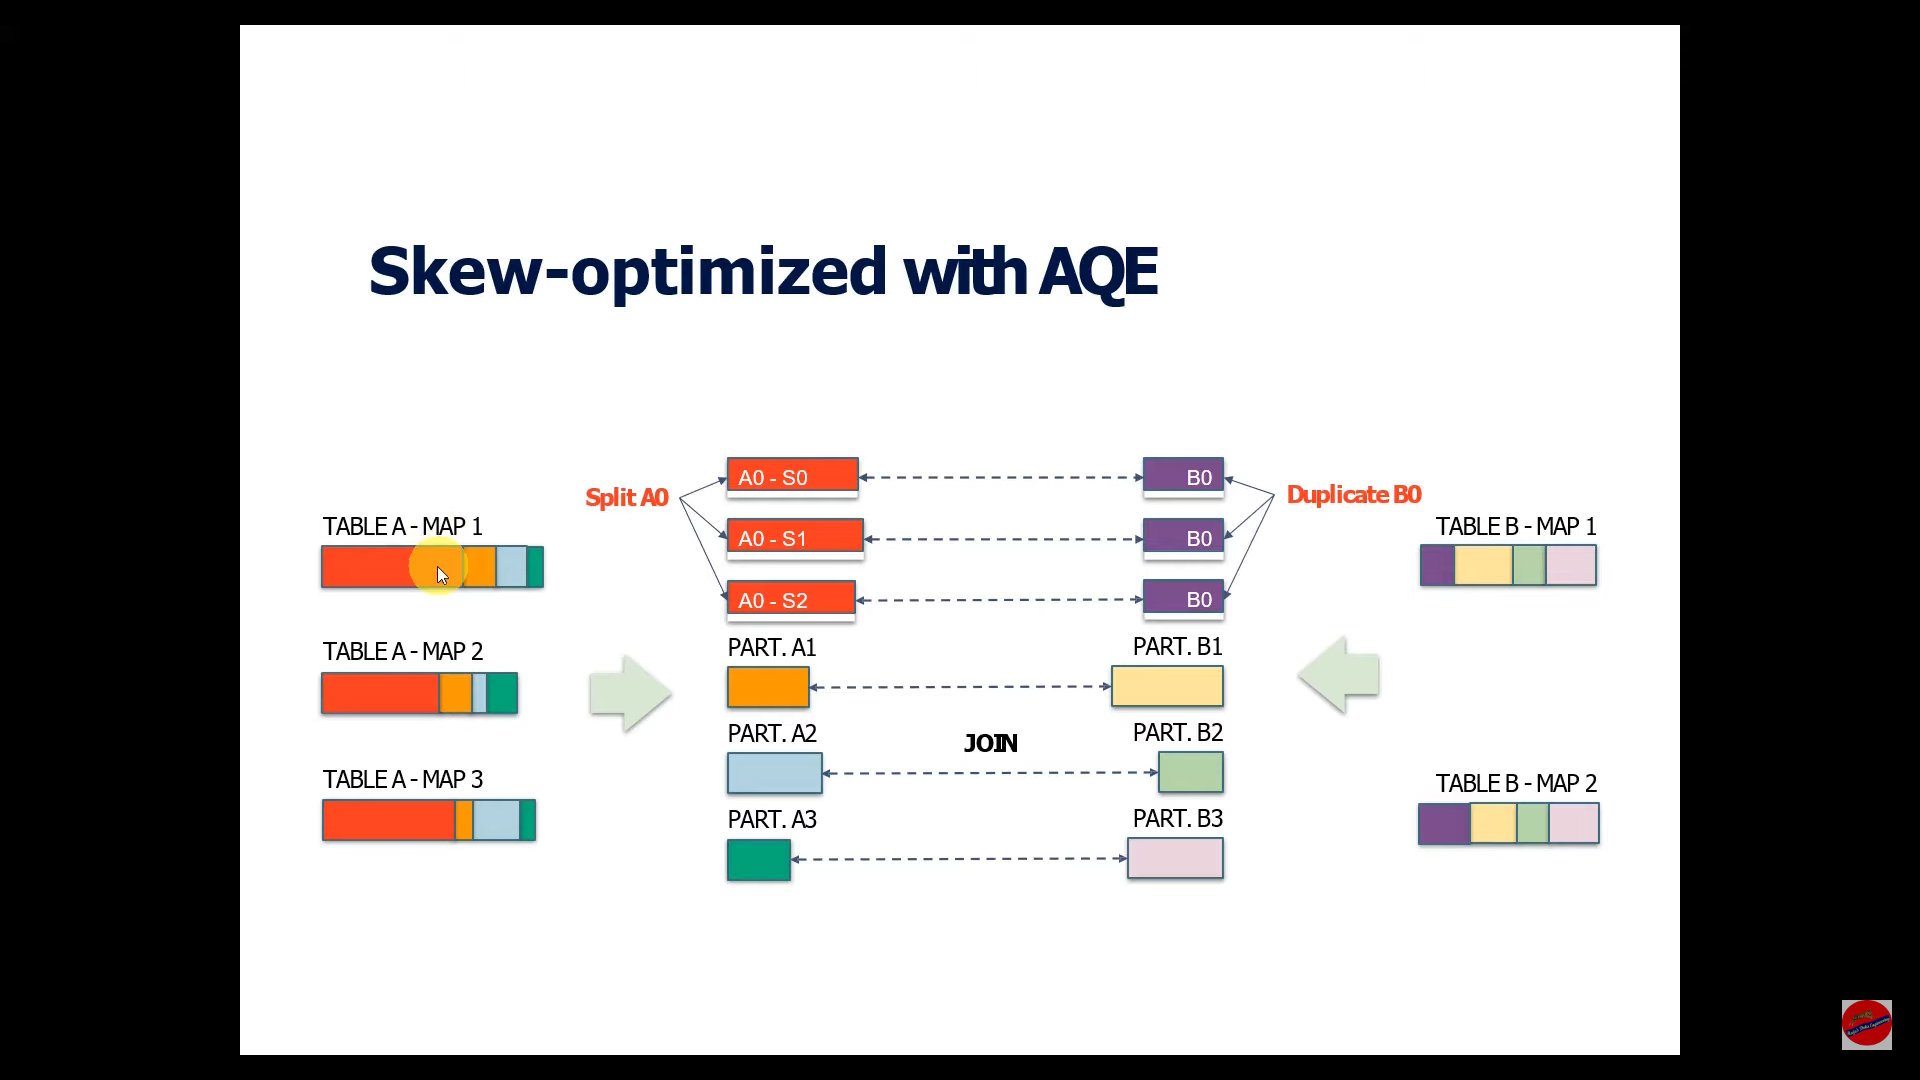 Skew-optimized with AQE
Split A0
A0 - S0
B0
Duplicate B0
A0 - S1
B0
A0 - S2
B0
TABLE A - MAP 1
TABLE A - MAP 2
TABLE A - MAP 3
PART. A1
PART. B1
PART. A2
JOIN
PART. B2
PART. A3
PART. B3
TABLE B - MAP 1
TABLE B - MAP 2